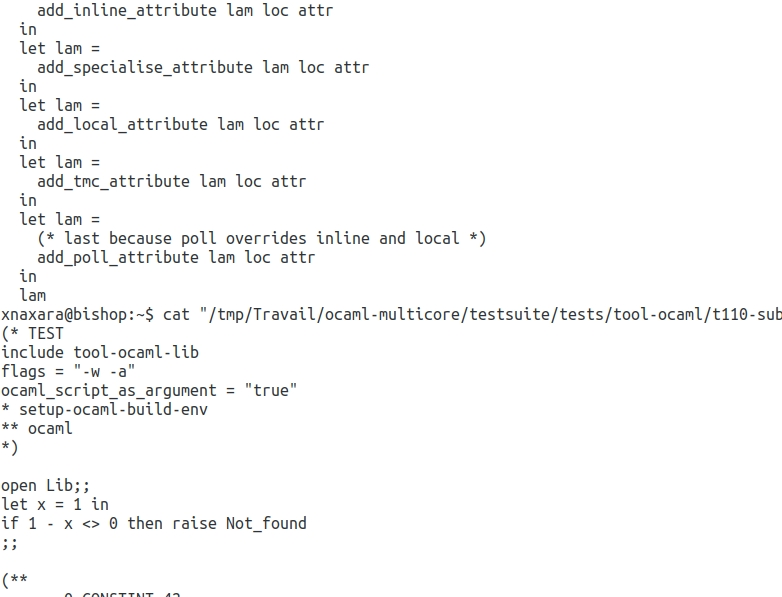 add_inline_attribute lam loc attr
  in
  let lam =
    add_specialise_attribute lam loc attr
  in
  let lam =
    add_local_attribute lam loc attr
  in
  let lam =
    add_tmc_attribute lam loc attr
  in
  let lam =
    (* last because poll overrides inline and local *)
    add_poll_attribute lam loc attr
  in
  lam
xnaxara@bishop:~$ cat "/tmp/Travail/ocaml-multicore/testsuite/tests/tool-ocaml/t110-sub
(* TEST
include tool-ocaml-lib
flags = "-w -a"
ocaml_script_as_argument = "true"
* setup-ocaml-build-env
** ocaml
*)

open Lib;;
let x = 1 in
if 1 - x <> 0 then raise Not_found
;;

(**
       0 CONSTINT 42